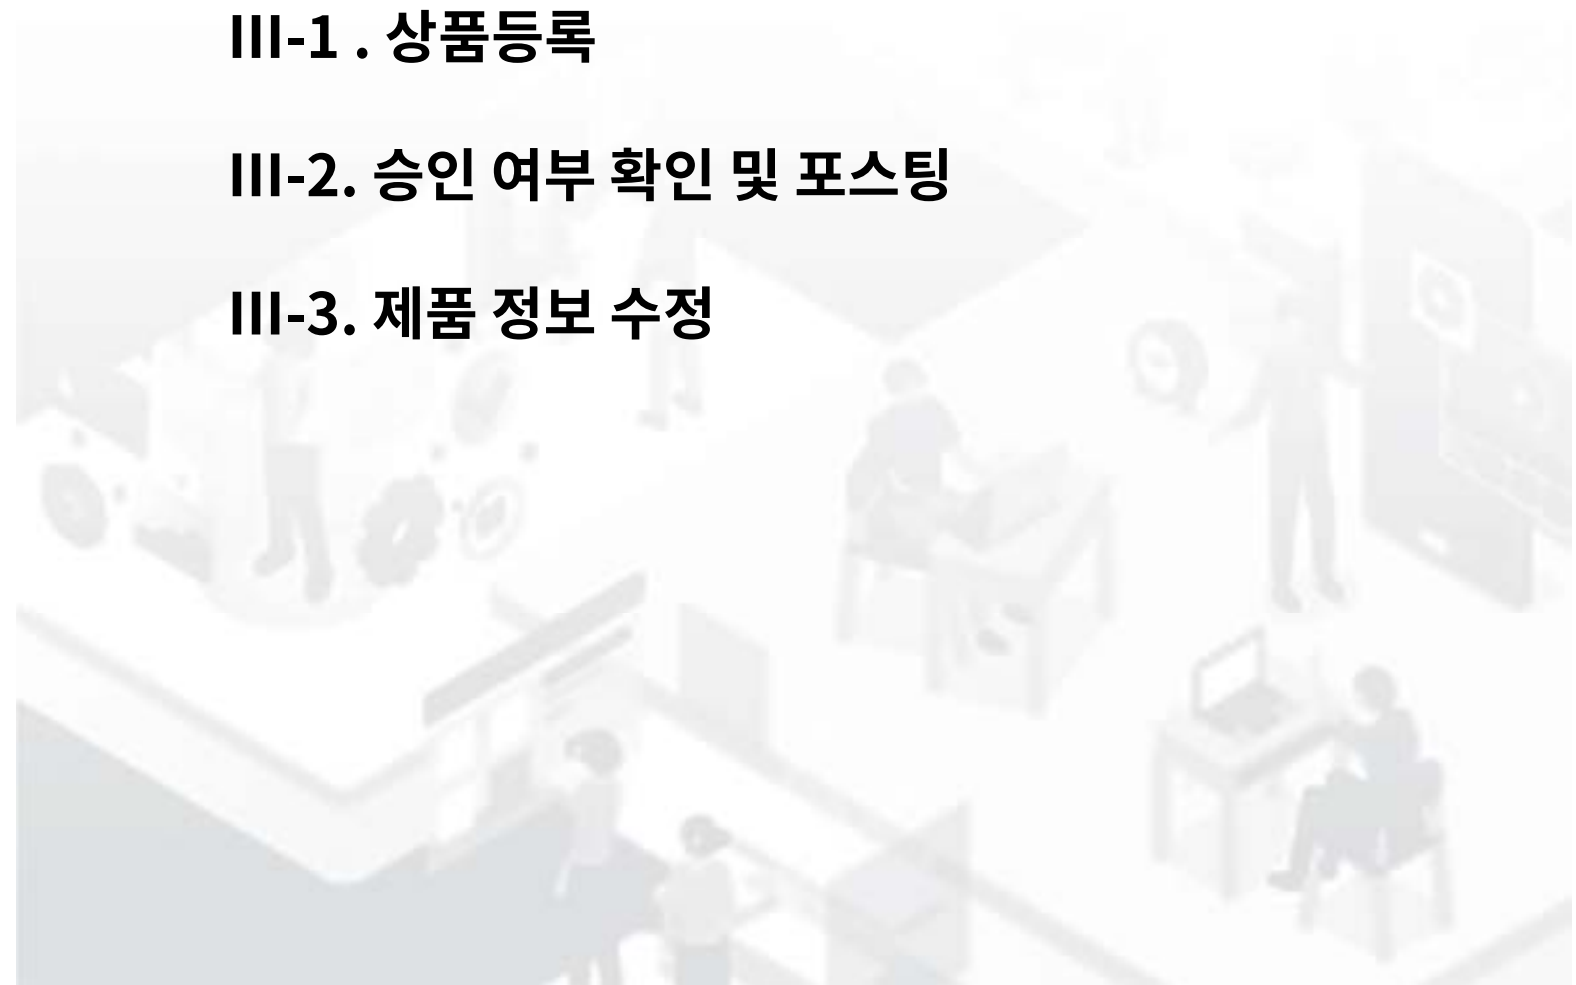 III-1 . 상품등록
III-2. 승인 여부 확인 및 포스팅
III-3. 제품 정보 수정